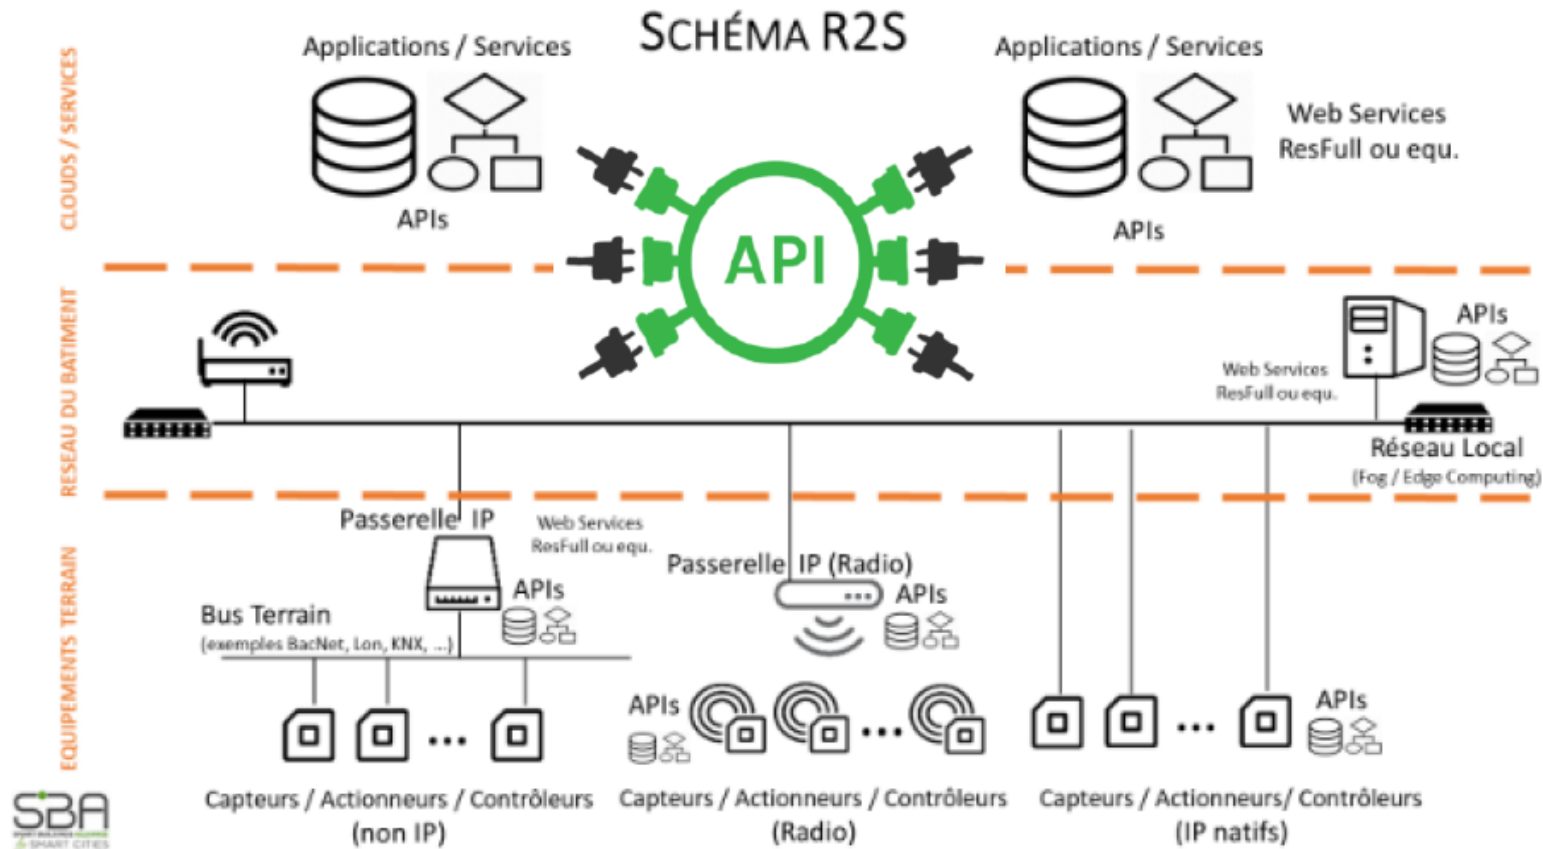 SCHÉMA R2S
CLOUDS / SERVICES
Applications / Services
APIs
API
Applications / Services
Web Services
ResFull ou equ.
APIs
RESEAU DU BATIMENT
Web Services
ResFull ou equ.
APIs
Réseau Local
(Fog / Edge Computing)
EQUIPEMENTS TERRAIN
Passerelle IP
Web Services
ResFull ou equ.
APIs
Bus Terrain
(exemples BacNet, Lon, KNX, ...)
Passerelle IP (Radio)
APIs
APIs
APIs
Capteurs / Actionneurs / Contrôleurs
(non IP)
Capteurs / Actionneurs / Contrôleurs
(Radio)
Capteurs / Actionneurs/ Contrôleurs
(IP natifs)
SBA
SMART CITIES